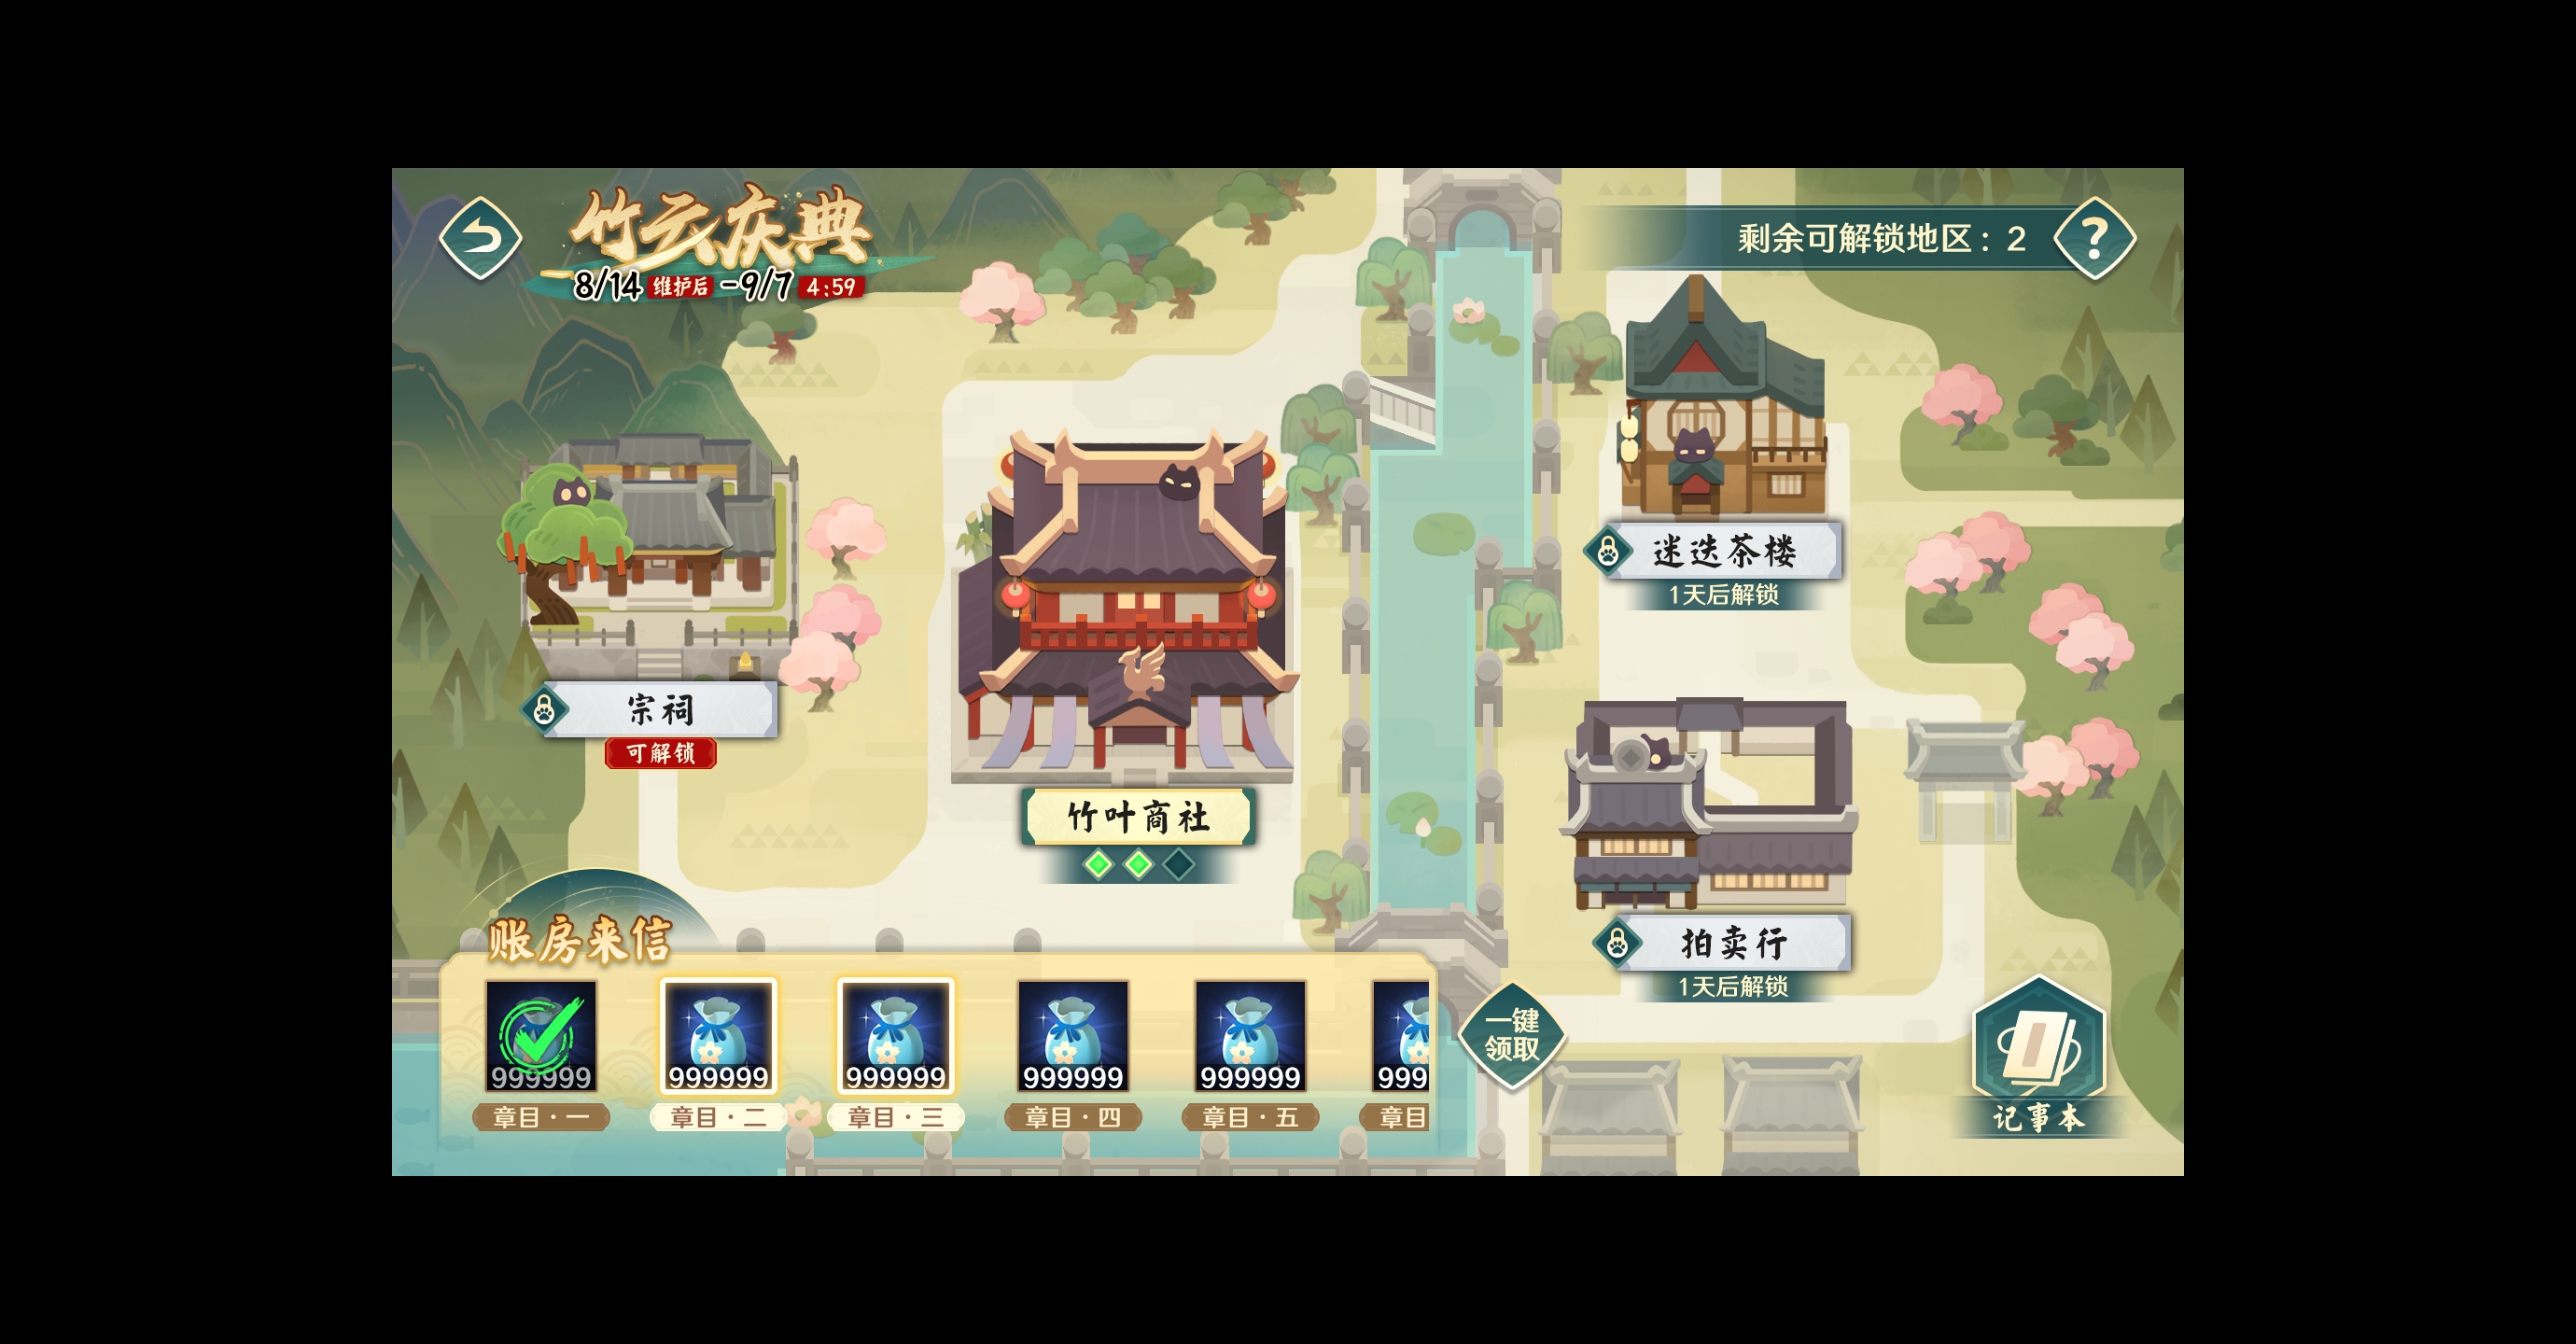 竹云庆典
8/14 维护后 -9/7 4:59
剩余可解锁地区：2
?
迷迭茶楼
1天后解锁
宗祠
可解锁
竹叶商社
拍卖行
1天后解锁
账房来信
999999 999999 999999 999999 999999 999
章目·一 章目·二 章目·三 章目·四 章目·五 章目
一键
领取
记事本